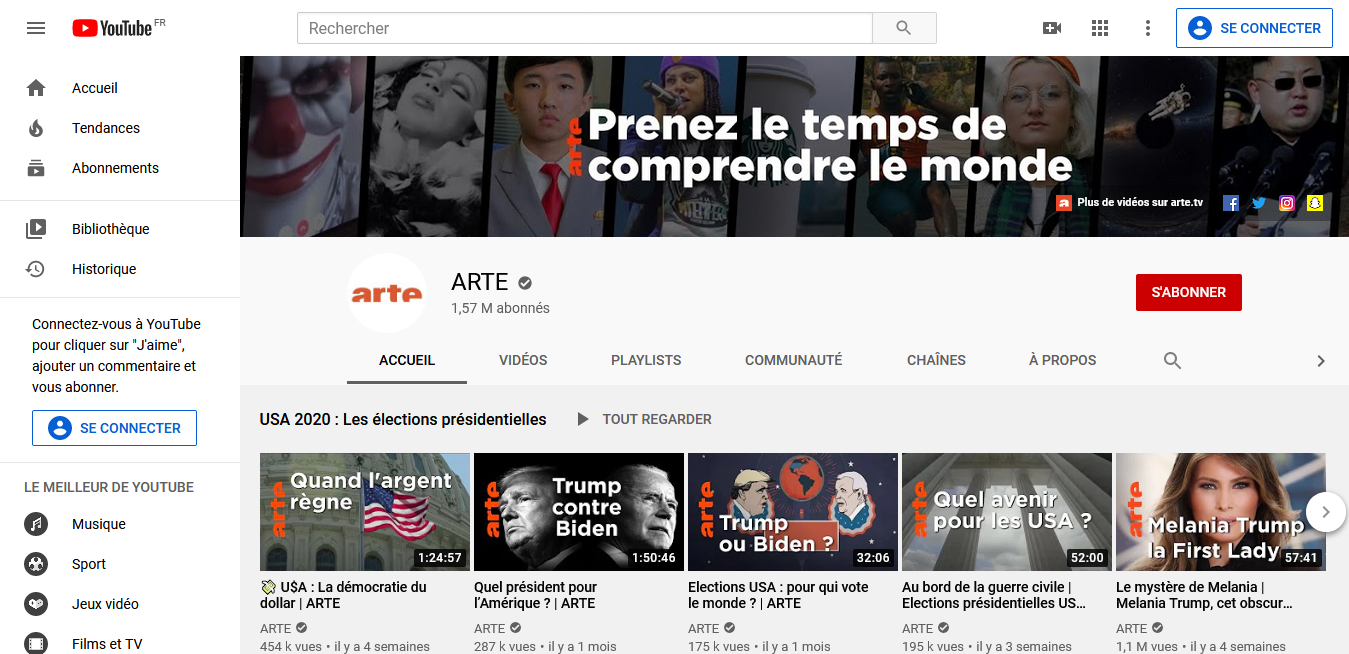 YouTube FR
Rechercher
SE CONNECTER
Accueil
Tendances
Abonnements
Bibliothèque
Historique
Connectez-vous à YouTube
pour cliquer sur "J'aime",
ajouter un commentaire et
vous abonner.
SE CONNECTER
LE MEILLEUR DE YOUTUBE
Musique
Sport
Jeux vidéo
Films et TV
arte
Prenez le temps de
comprendre le monde
Plus de vidéos sur arte.tv
arte
ARTE
1,57 M abonnés
S'ABONNER
ACCUEIL
VIDÉOS
PLAYLISTS
COMMUNAUTÉ
CHAÎNES
À PROPOS
USA 2020 : Les élections présidentielles
TOUT REGARDER
arte
Quand l'argent
règne
1:24:57
💸 U$A : La démocratie du
dollar | ARTE
ARTE
454 k vues • il y a 4 semaines
arte
Trump
contre
Biden
1:50:46
Quel président pour
l’Amérique ? | ARTE
ARTE
287 k vues • il y a 1 mois
arte
Trump
ou Biden ?
32:06
Elections USA : pour qui vote
le monde ? | ARTE
ARTE
175 k vues • il y a 1 mois
arte
Quel avenir
pour les USA ?
52:00
Au bord de la guerre civile |
Elections présidentielles US…
ARTE
195 k vues • il y a 3 semaines
arte
Melania Trump
la First Lady
57:41
Le mystère de Melania |
Melania Trump, cet obscur…
ARTE
1,1 M vues • il y a 4 semaines